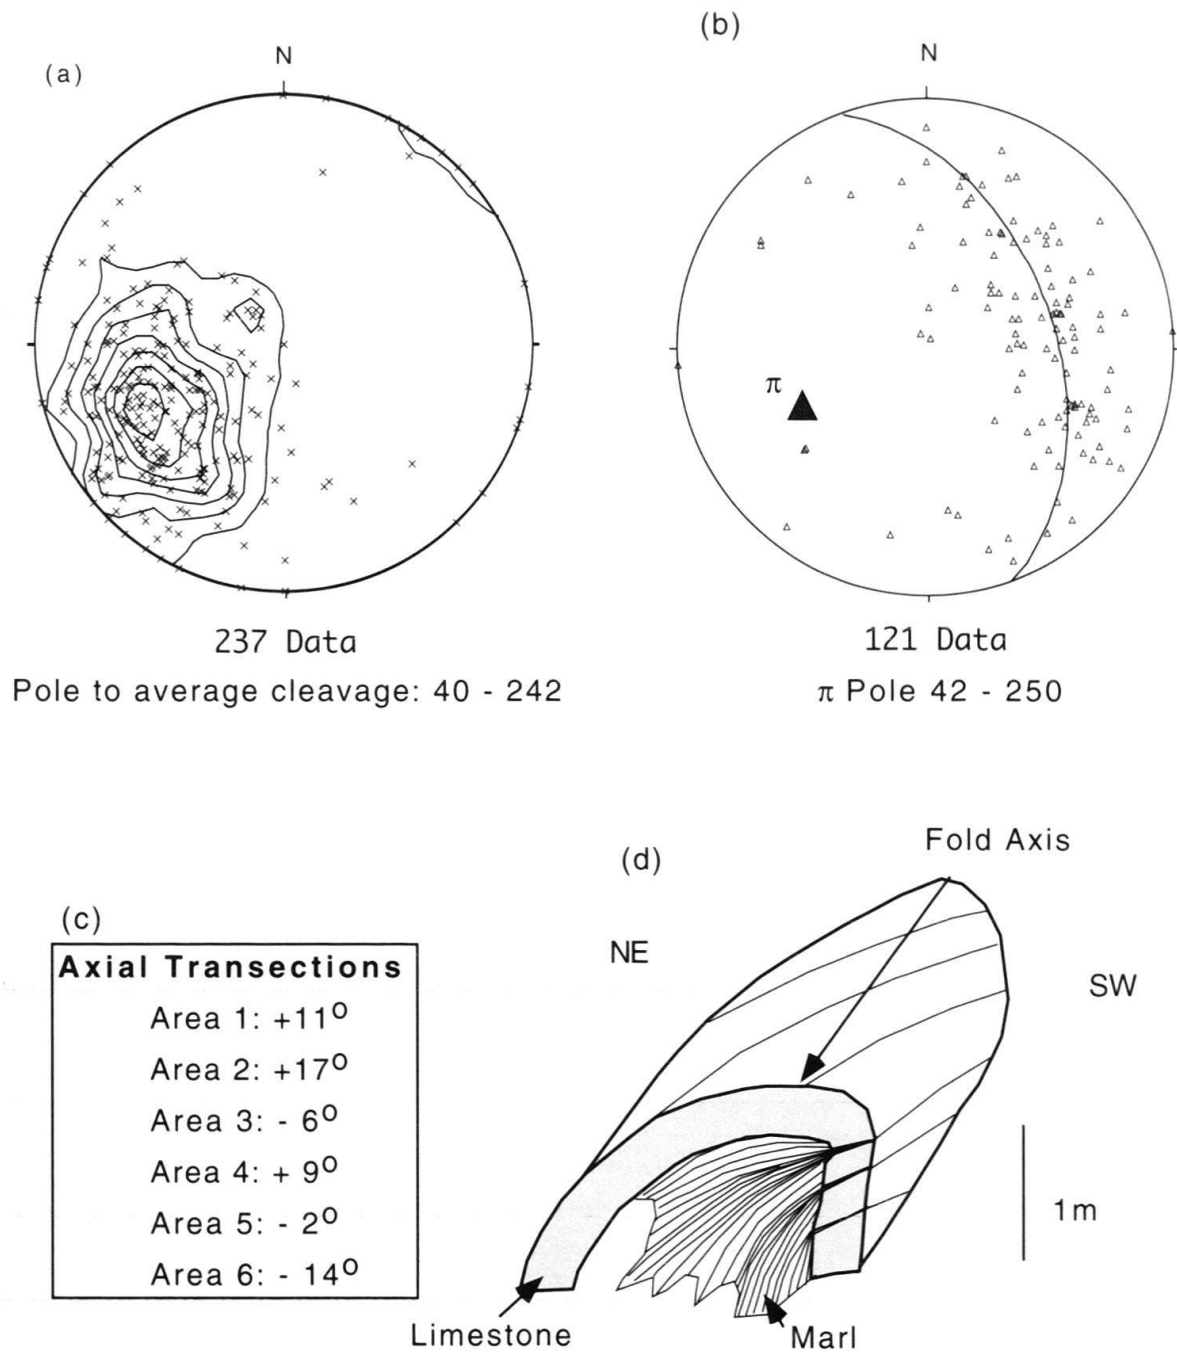 (a)
N
237 Data
Pole to average cleavage: 40 - 242
(b)
N
π
121 Data
π Pole 42 - 250
(c)
Axial Transections
Area 1: +11°
Area 2: +17°
Area 3: - 6°
Area 4: + 9°
Area 5: - 2°
Area 6: - 14°
(d)
Fold Axis
NE
SW
1m
Limestone
Marl